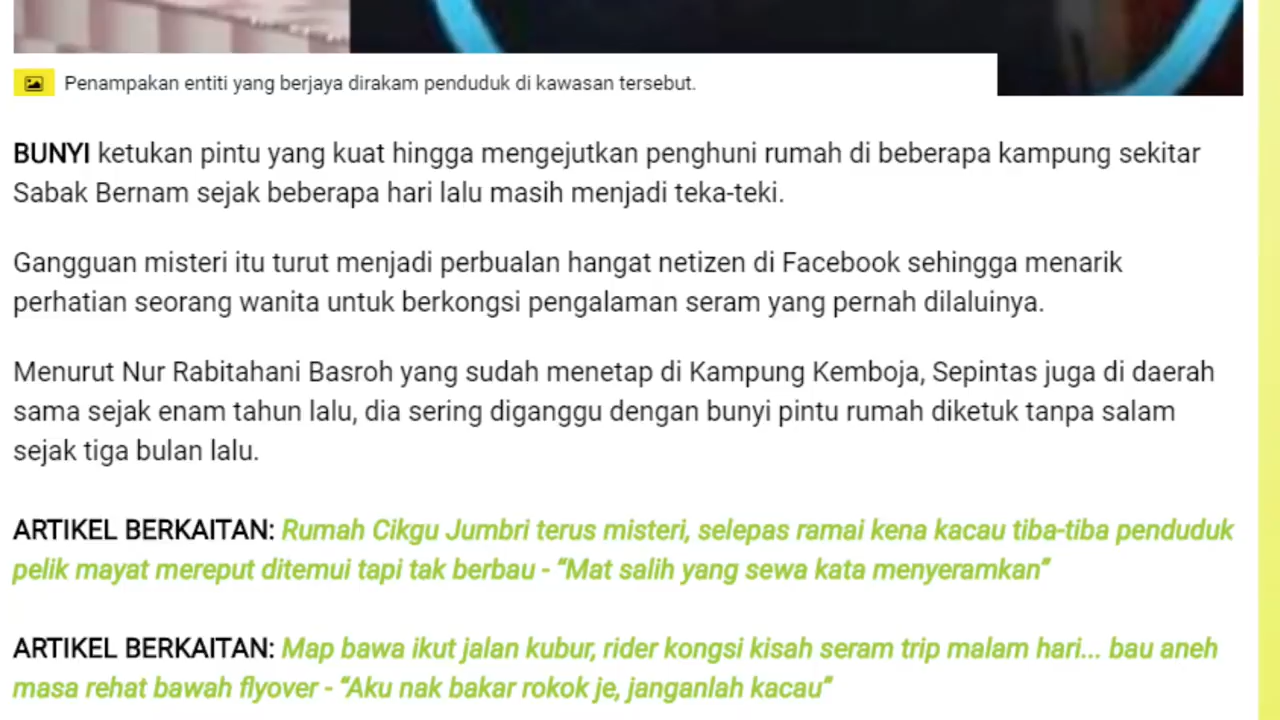 Penampakan entiti yang berjaya dirakam penduduk di kawasan tersebut.
BUNYI ketukan pintu yang kuat hingga mengejutkan penghuni rumah di beberapa kampung sekitar
Sabak Bernam sejak beberapa hari lalu masih menjadi teka-teki.
Gangguan misteri itu turut menjadi perbualan hangat netizen di Facebook sehingga menarik
perhatian seorang wanita untuk berkongsi pengalaman seram yang pernah dilaluinya.
Menurut Nur Rabitahani Basroh yang sudah menetap di Kampung Kemboja, Sepintas juga di daerah
sama sejak enam tahun lalu, dia sering diganggu dengan bunyi pintu rumah diketuk tanpa salam
sejak tiga bulan lalu.
ARTIKEL BERKAITAN: Rumah Cikgu Jumbri terus misteri, selepas ramai kena kacau tiba-tiba penduduk
pelik mayat mereput ditemui tapi tak berbau - “Mat salih yang sewa kata menyeramkan”
ARTIKEL BERKAITAN: Map bawa ikut jalan kubur, rider kongsi kisah seram trip malam hari... bau aneh
masa rehat bawah flyover - “Aku nak bakar rokok je, janganlah kacau”